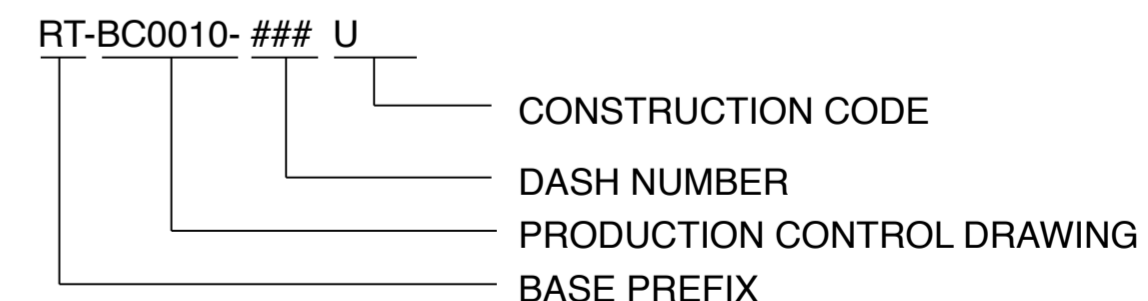 RT-BC0010- ### U
CONSTRUCTION CODE
DASH NUMBER
PRODUCTION CONTROL DRAWING
BASE PREFIX